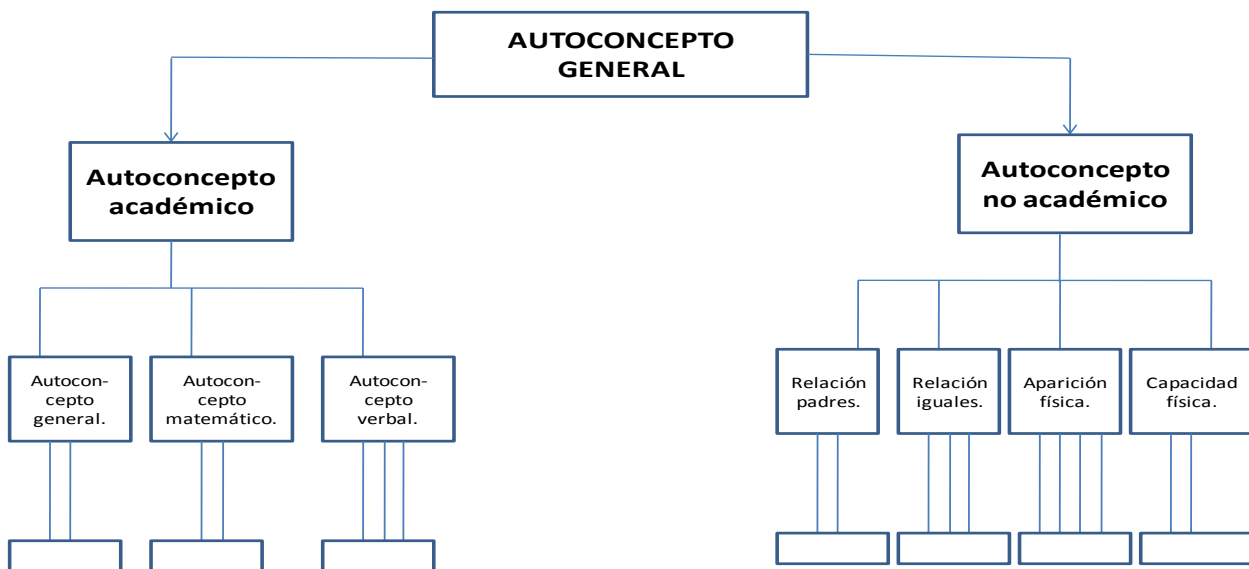 AUTOCONCEPTO
GENERAL
Autoconcepto
académico
Autoconcepto
no académico
Autocon-
cepto
general.
Autocon-
cepto
matemático.
Autocon-
cepto
verbal.
Relación
padres.
Relación
iguales.
Aparición
física.
Capacidad
física.